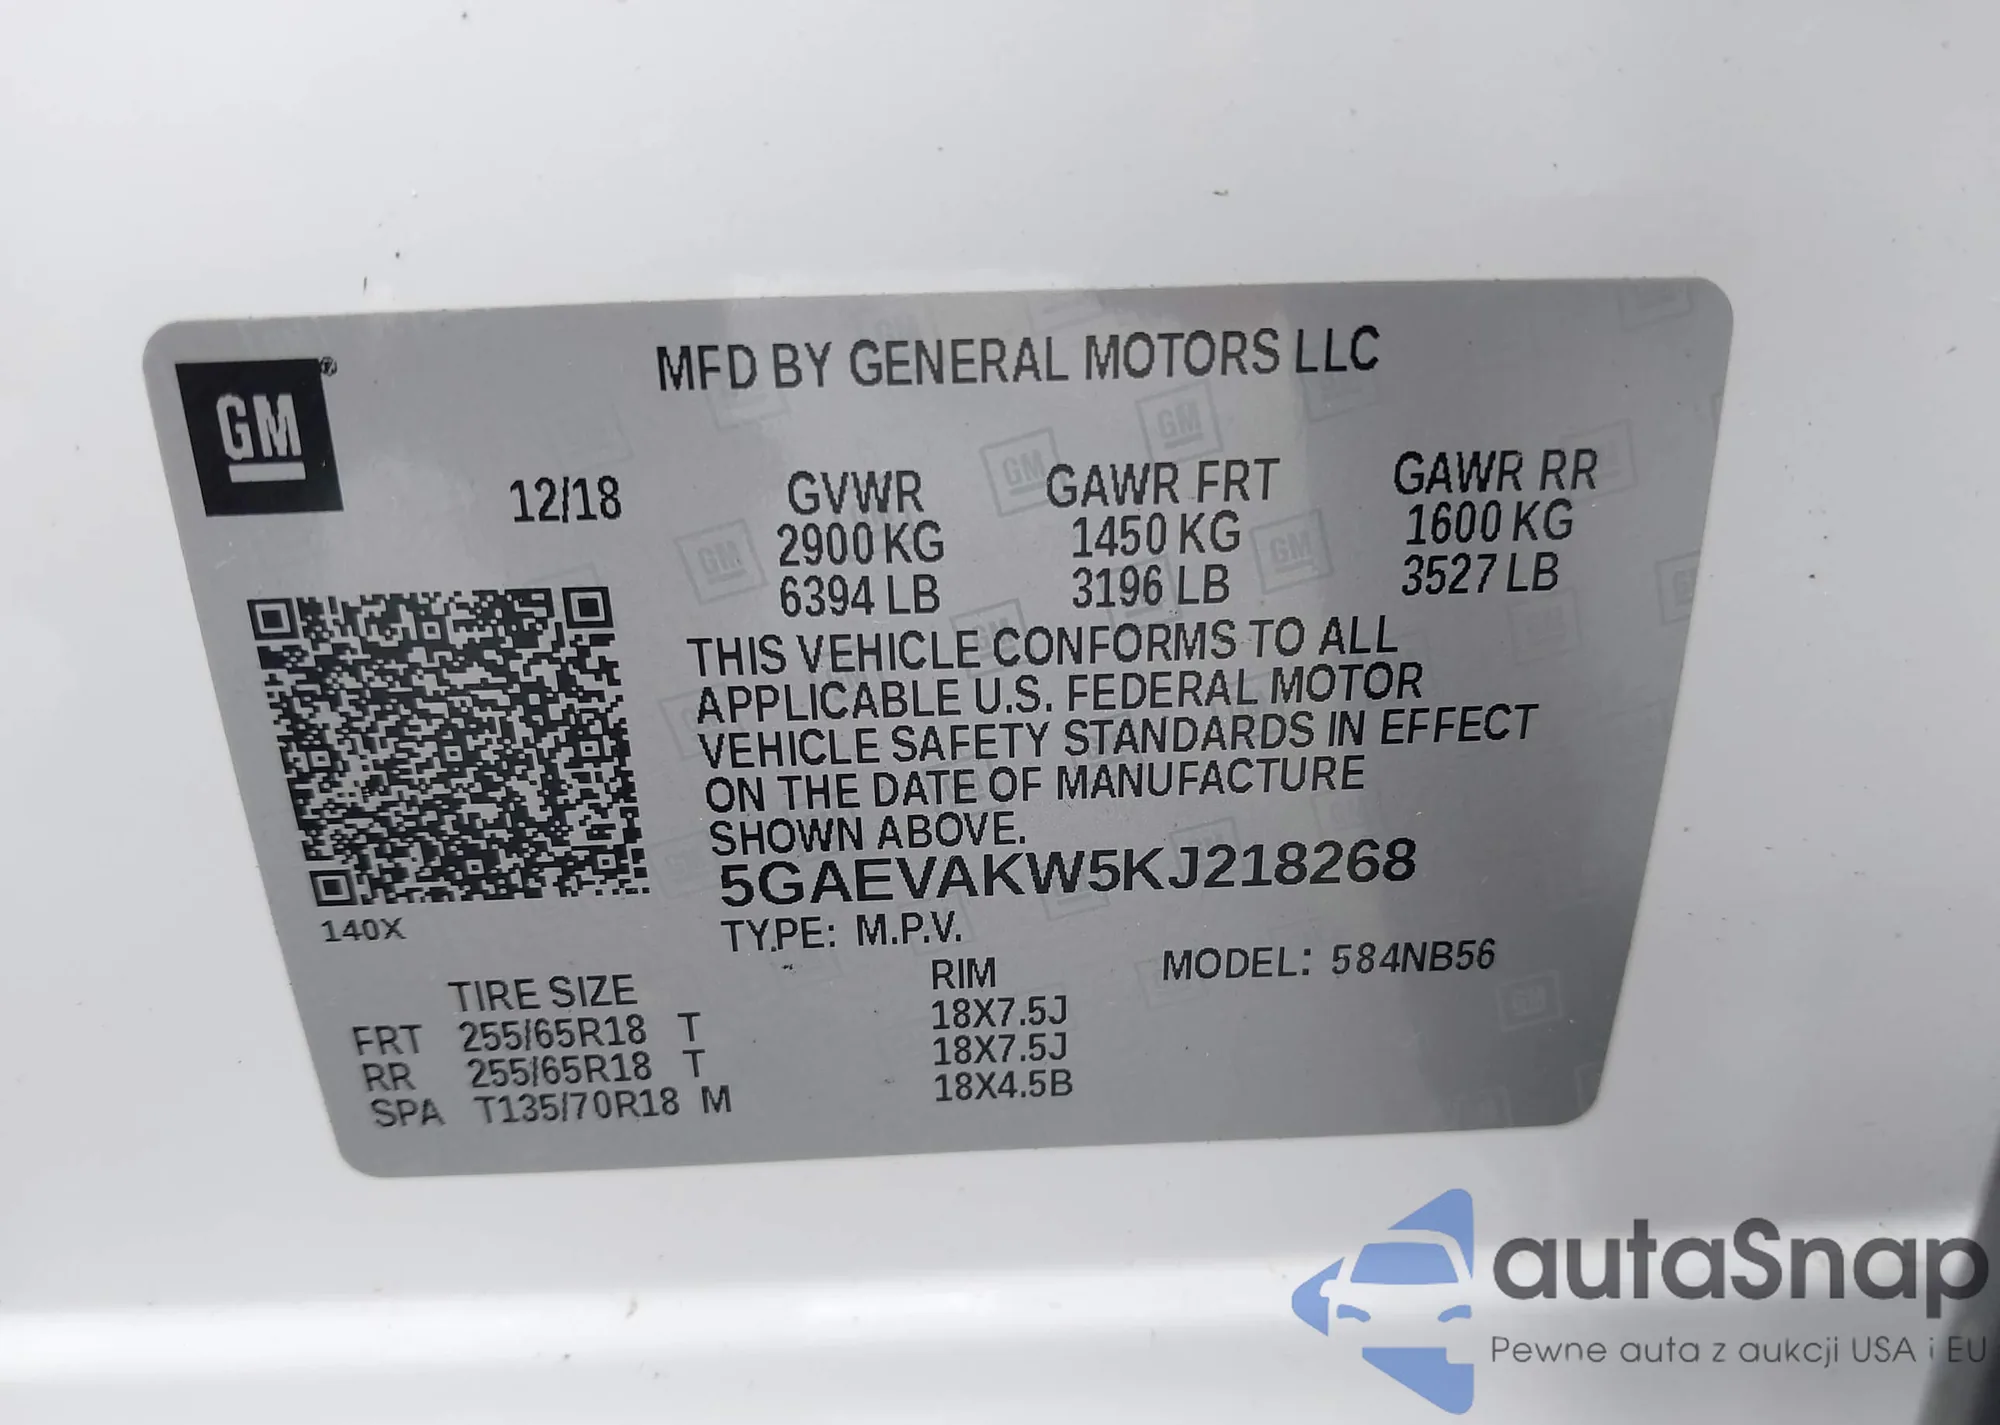 GM
MFD BY GENERAL MOTORS LLC
12/18
GVWR GAWR FRT GAWR RR
2900 KG 1450 KG 1600 KG
6394 LB 3196 LB 3527 LB
THIS VEHICLE CONFORMS TO ALL
APPLICABLE U.S. FEDERAL MOTOR
VEHICLE SAFETY STANDARDS IN EFFECT
ON THE DATE OF MANUFACTURE
SHOWN ABOVE.
5GAEVAKW5KJ218268
140X
TYPE: M.P.V.
MODEL: 584NB56
TIRE SIZE RIM
FRT 255/65R18 T 18X7.5J
RR 255/65R18 T 18X7.5J
SPA T135/70R18 M 18X4.5B
autaSnap
Pewne auta z aukcji USA i EU